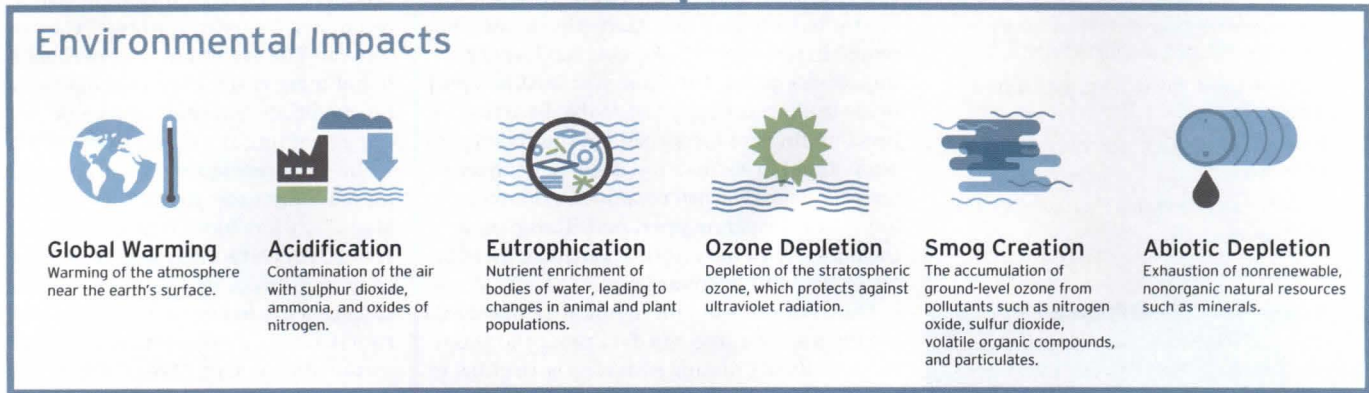 Environmental Impacts
Global Warming
Warming of the atmosphere
near the earth's surface.
Acidification
Contamination of the air
with sulphur dioxide,
ammonia, and oxides of
nitrogen.
Eutrophication
Nutrient enrichment of
bodies of water, leading to
changes in animal and plant
populations.
Ozone Depletion
Depletion of the stratospheric
ozone, which protects against
ultraviolet radiation.
Smog Creation
The accumulation of
ground-level ozone from
pollutants such as nitrogen
oxide, sulfur dioxide,
volatile organic compounds,
and particulates.
Abiotic Depletion
Exhaustion of nonrenewable,
nonorganic natural resources
such as minerals.